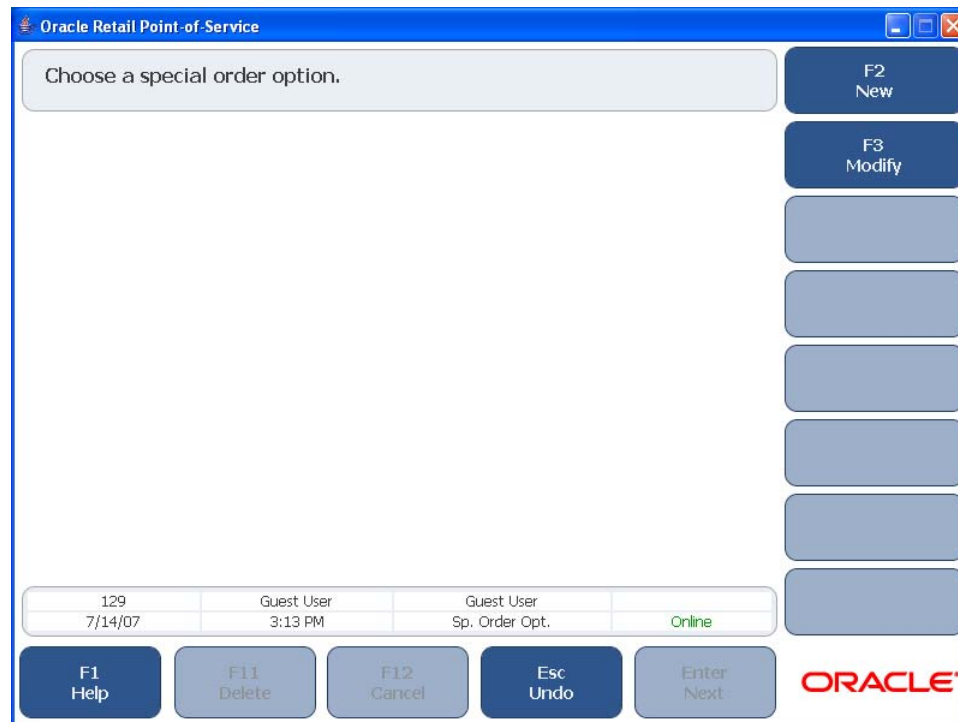 Oracle Retail Point-of-Service
Choose a special order option.
F2
New
F3
Modify
129 Guest User Guest User
7/14/07 3:13 PM Sp. Order Opt. Online
F1
Help
F11
Delete
F12
Cancel
Esc
Undo
Enter
Next
ORACLE